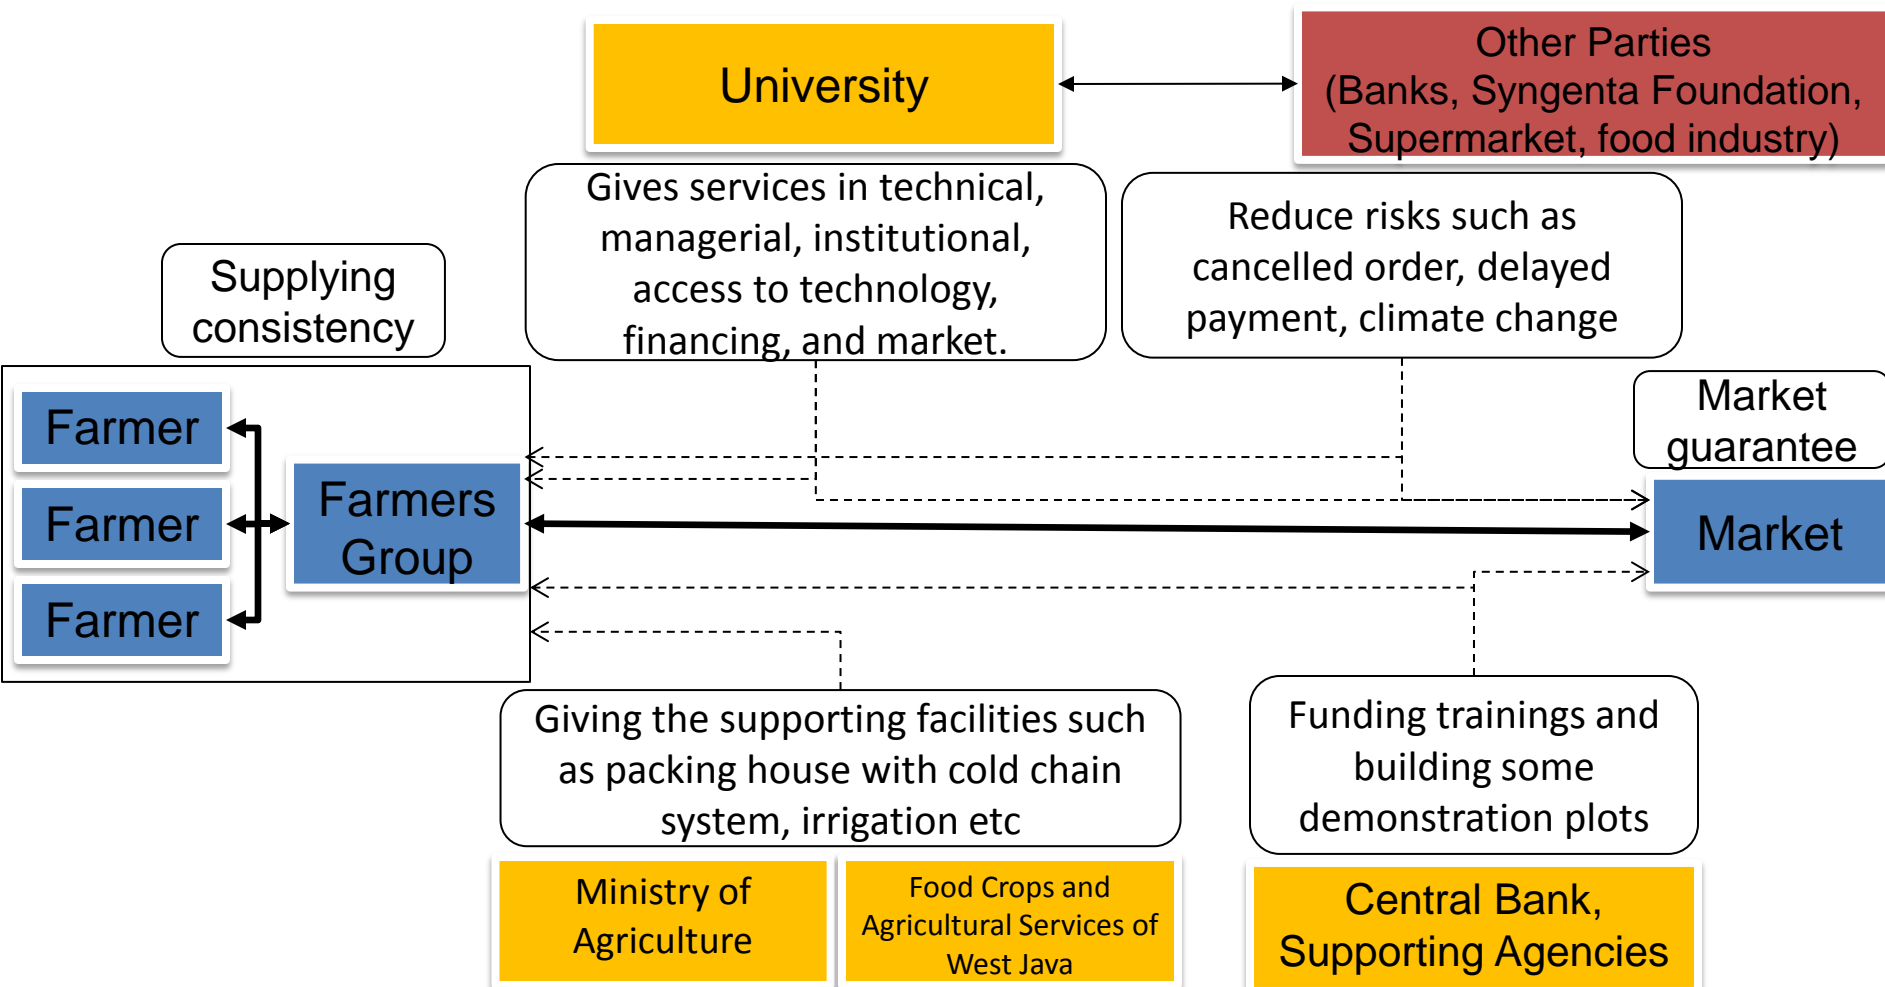 University
Other Parties
(Banks, Syngenta Foundation,
Supermarket, food industry)
Gives services in technical,
managerial, institutional,
access to technology,
financing, and market.
Reduce risks such as
cancelled order, delayed
payment, climate change
Supplying
consistency
Market
guarantee
Farmer
Farmer
Farmer
Farmers
Group
Market
Giving the supporting facilities such
as packing house with cold chain
system, irrigation etc
Funding trainings and
building some
demonstration plots
Ministry of
Agriculture
Food Crops and
Agricultural Services of
West Java
Central Bank,
Supporting Agencies